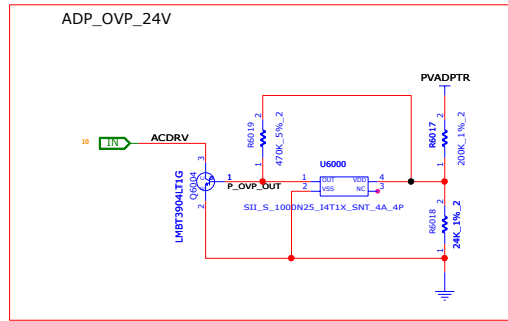 ADP_OVP_24V
PVADPTR
R6019
470K_5%_2
2
1
R6017
200K_1%_2
2
1
10
IN
ACDRV
3
1
2
Q6004
LMBT3904LT1G
P_OVP_OUT
U6000
1
2
OUT
VSS
VDD
NC
4
3
SII_S_1000N25_I4T1X_SNT_4A_4P
R6018
24K_1%_2
2
1